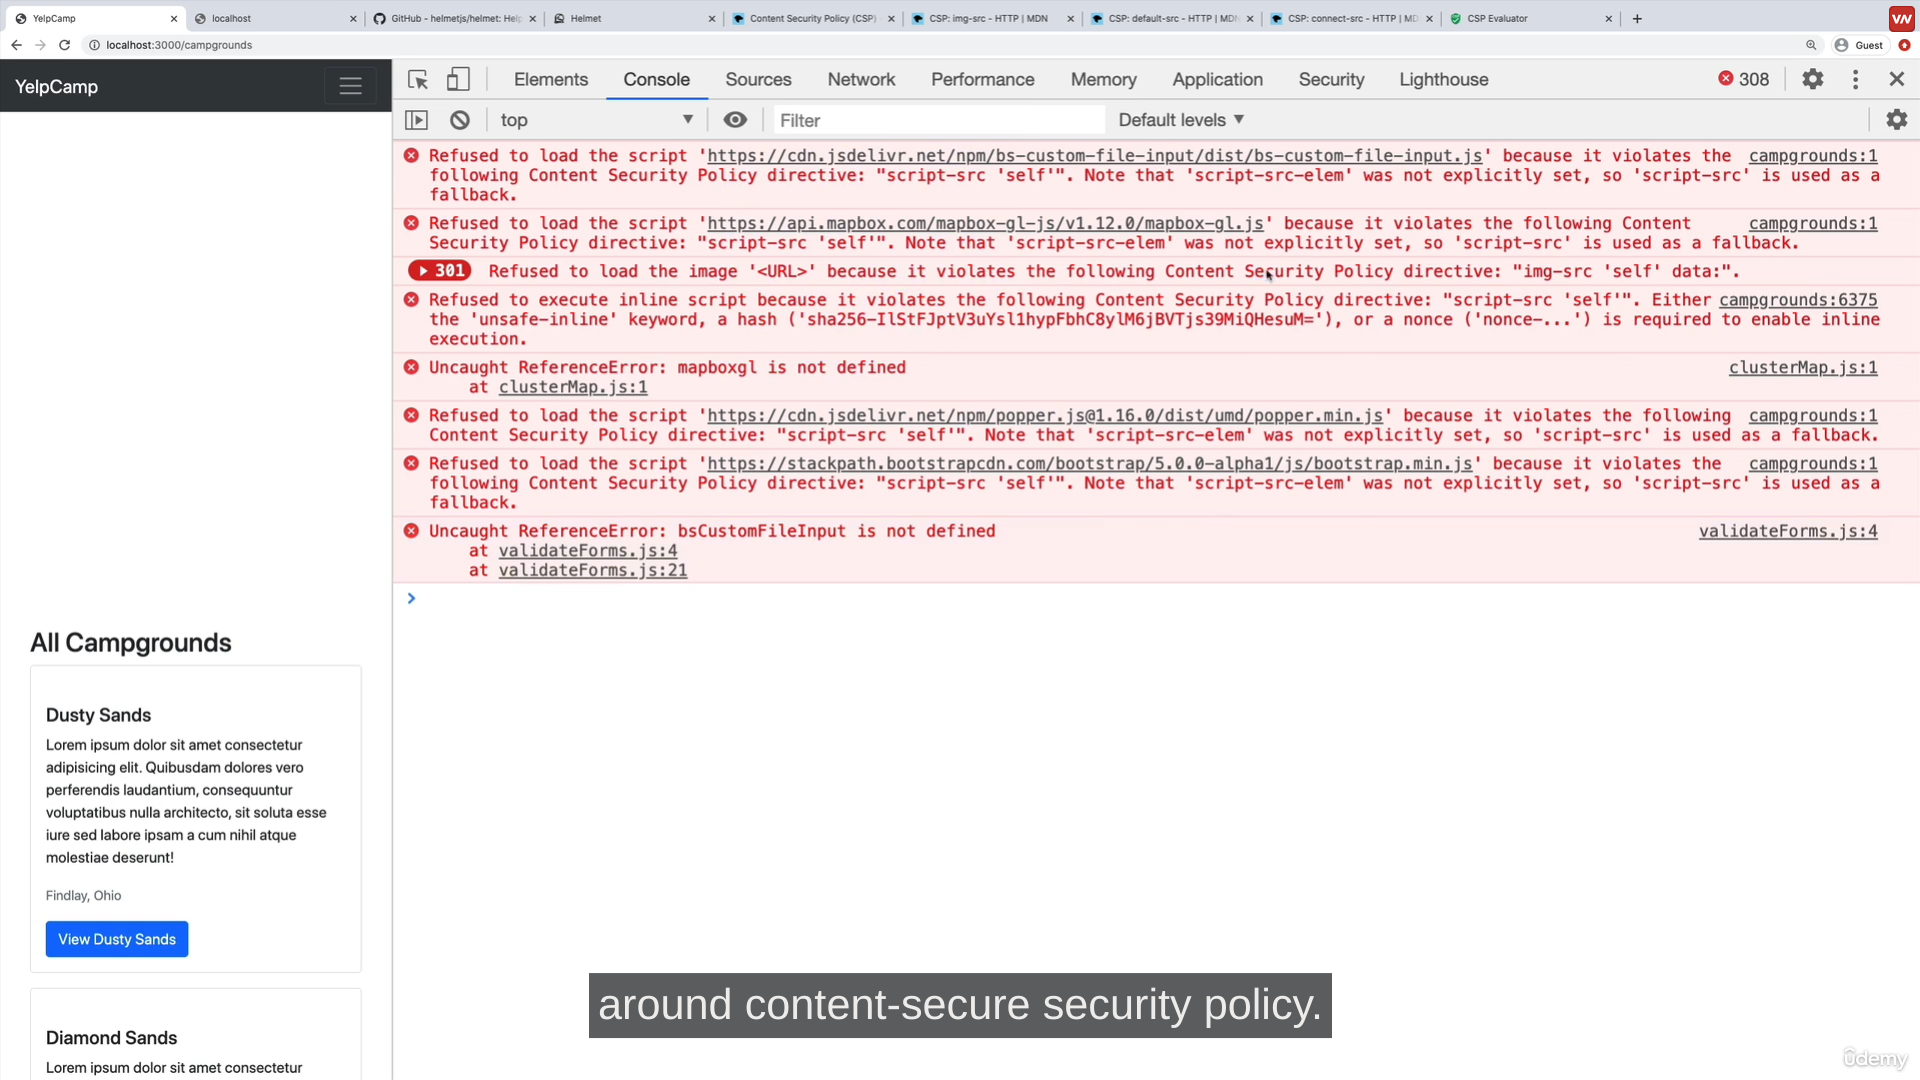 YelpCamp
localhost
GitHub - helmetjs/helmet: Hel
Helmet
Content Security Policy (CSP)
CSP: img-src - HTTP | MDN
CSP: default-src - HTTP | MDN
CSP: connect-src - HTTP | MD
CSP Evaluator
localhost:3000/campgrounds
Guest
YelpCamp
Elements
Console
Sources
Network
Performance
Memory
Application
Security
Lighthouse
308
top
Filter
Default levels
Refused to load the script 'https://cdn.jsdelivr.net/npm/bs-custom-file-input/dist/bs-custom-file-input.js' because it violates the campgrounds:1
following Content Security Policy directive: "script-src 'self'". Note that 'script-src-elem' was not explicitly set, so 'script-src' is used as a
fallback.
Refused to load the script 'https://api.mapbox.com/mapbox-gl-js/v1.12.0/mapbox-gl.js' because it violates the following Content campgrounds:1
Security Policy directive: "script-src 'self'". Note that 'script-src-elem' was not explicitly set, so 'script-src' is used as a fallback.
301 Refused to load the image '<URL>' because it violates the following Content Security Policy directive: "img-src 'self' data:".
Refused to execute inline script because it violates the following Content Security Policy directive: "script-src 'self'". Either campgrounds:6375
the 'unsafe-inline' keyword, a hash ('sha256-IlStFJptV3uYsl1hypFbhC8ylM6jBVTjs39MiQHesuM='), or a nonce ('nonce-...') is required to enable inline
execution.
Uncaught ReferenceError: mapboxgl is not defined clusterMap.js:1
at clusterMap.js:1
Refused to load the script 'https://cdn.jsdelivr.net/npm/popper.js@1.16.0/dist/umd/popper.min.js' because it violates the following campgrounds:1
Content Security Policy directive: "script-src 'self'". Note that 'script-src-elem' was not explicitly set, so 'script-src' is used as a fallback.
Refused to load the script 'https://stackpath.bootstrapcdn.com/bootstrap/5.0.0-alpha1/js/bootstrap.min.js' because it violates the campgrounds:1
following Content Security Policy directive: "script-src 'self'". Note that 'script-src-elem' was not explicitly set, so 'script-src' is used as a
fallback.
Uncaught ReferenceError: bsCustomFileInput is not defined validateForms.js:4
at validateForms.js:4
at validateForms.js:21
All Campgrounds
Dusty Sands
Lorem ipsum dolor sit amet consectetur
adipisicing elit. Quibusdam dolores vero
perferendis laudantium, consequuntur
voluptatibus nulla architecto, sit soluta esse
iure sed labore ipsam a cum nihil atque
molestiae deserunt!
Findlay, Ohio
View Dusty Sands
Diamond Sands
Lorem ipsum dolor sit amet consectetur
around content-secure security policy.
ûdemy